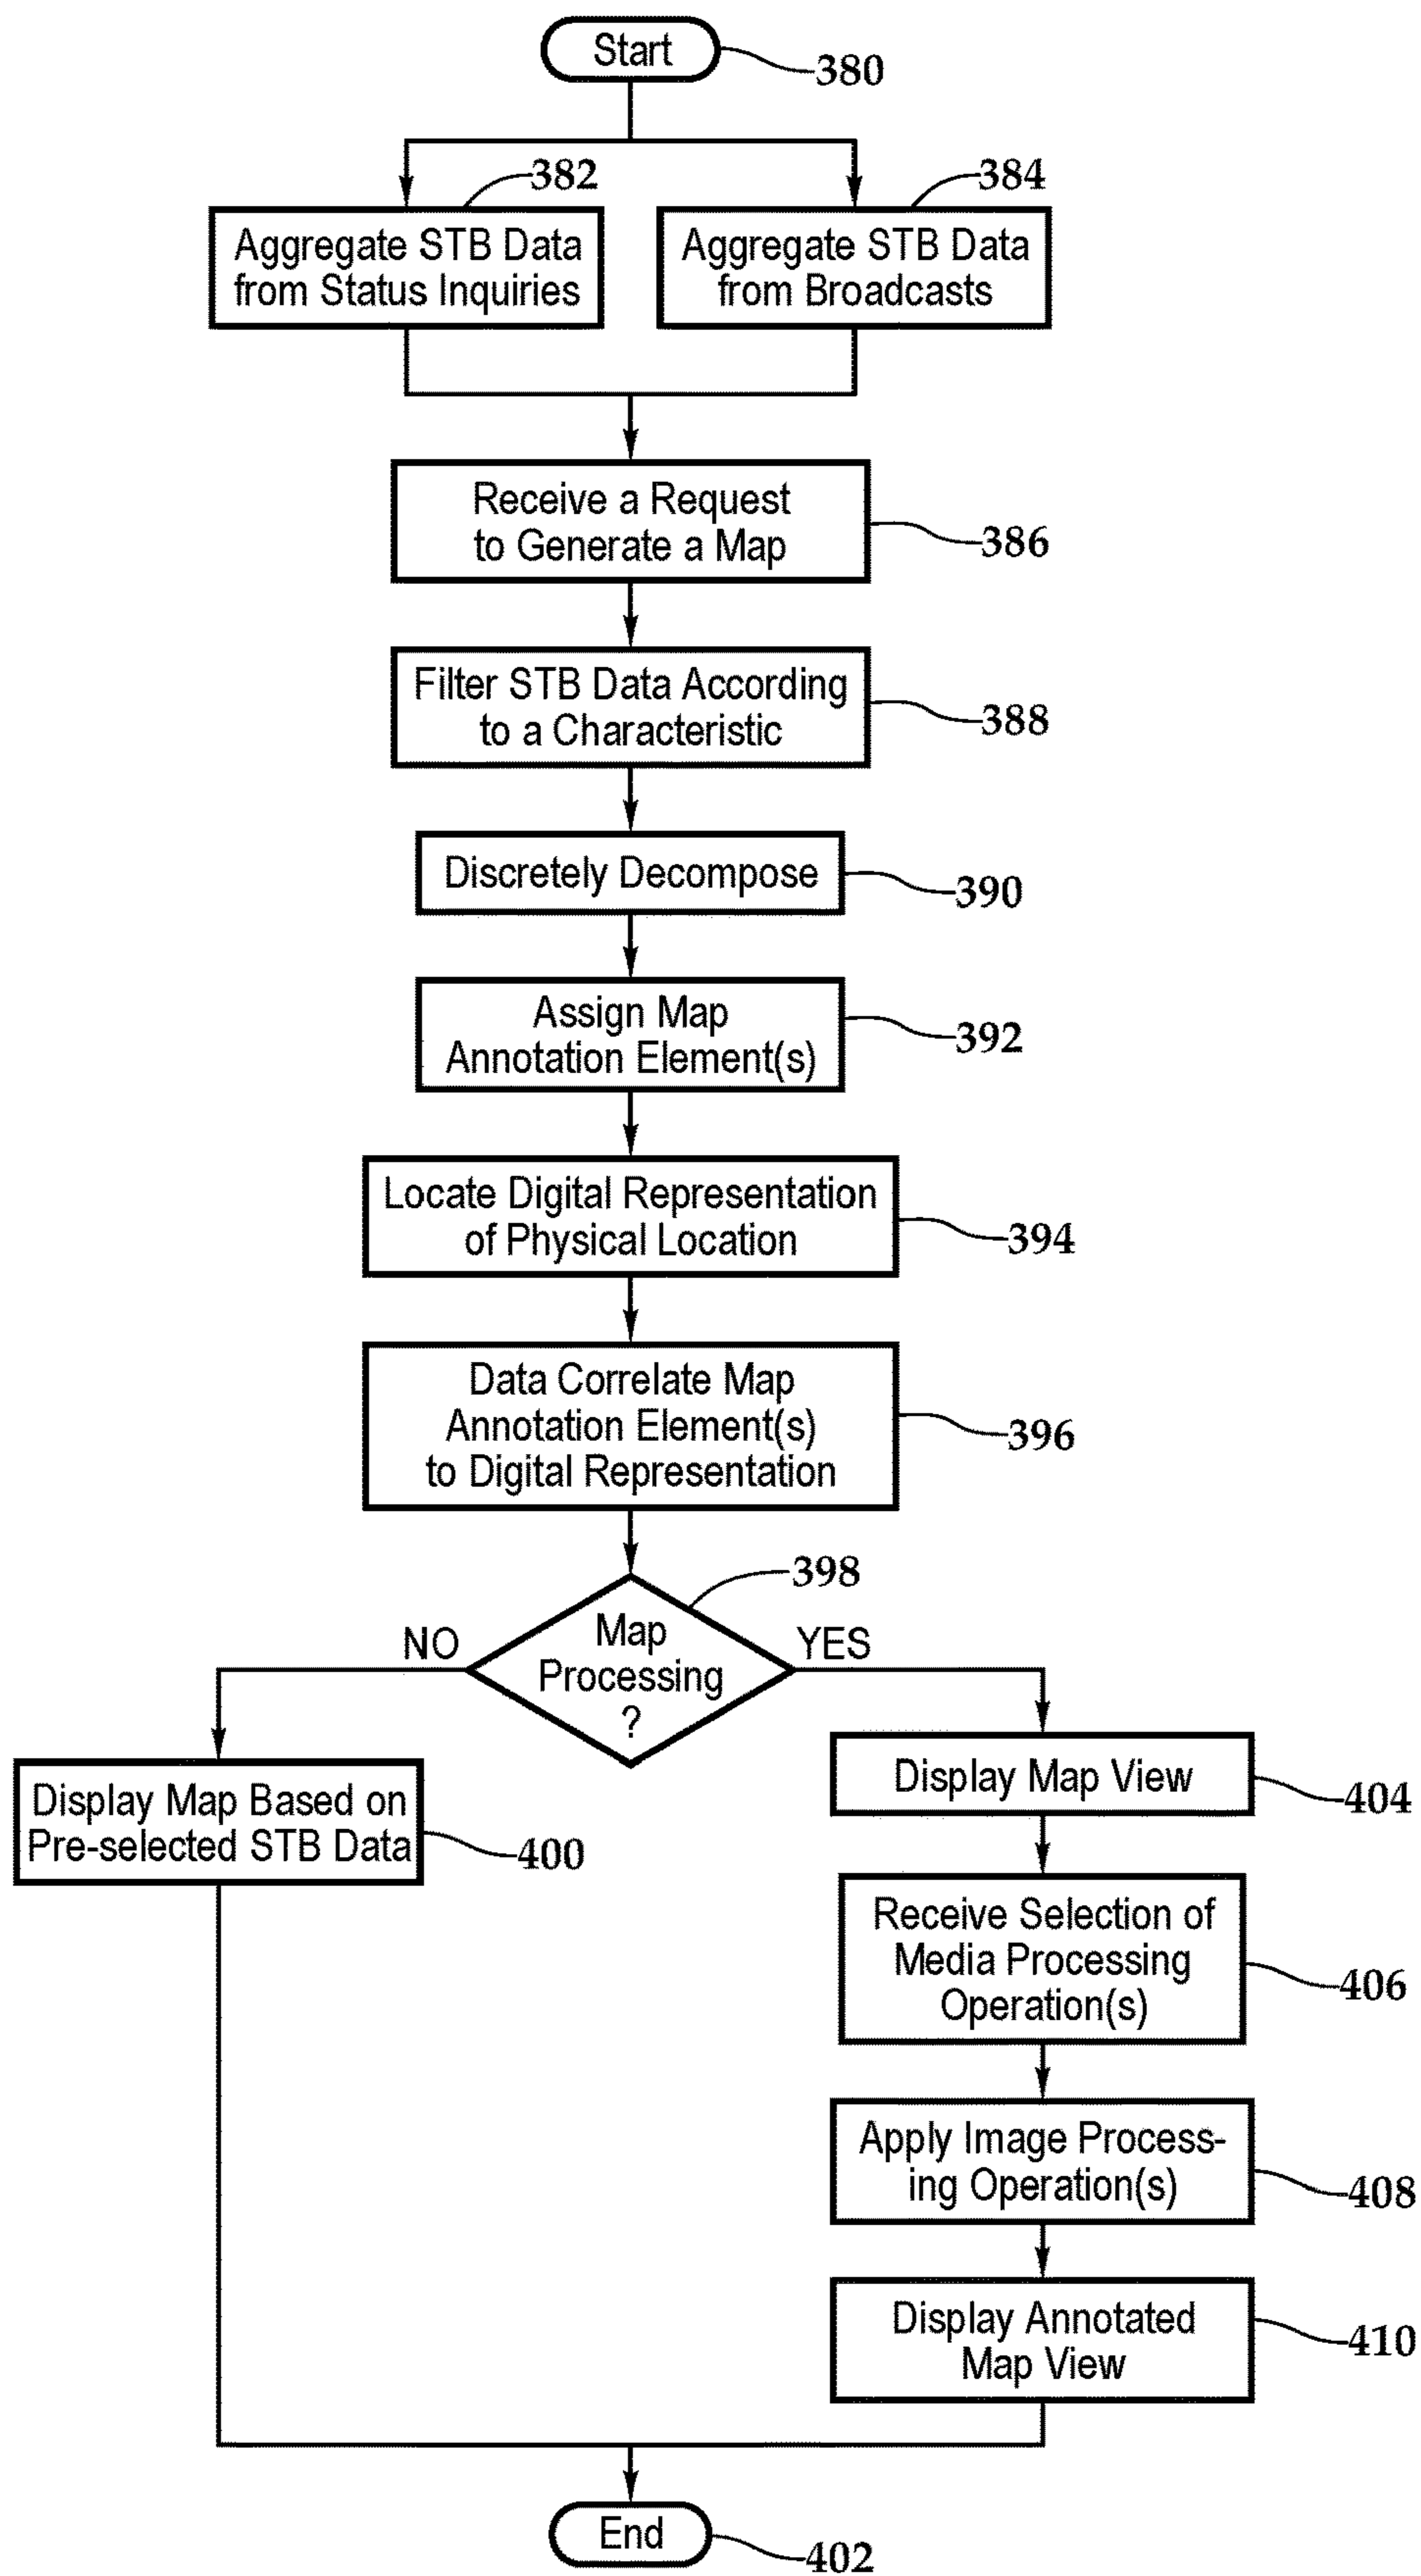 Start
380
382
384
Aggregate STB Data
from Status Inquiries
Aggregate STB Data
from Broadcasts
Receive a Request
to Generate a Map
386
Filter STB Data According
to a Characteristic
388
Discretely Decompose
390
Assign Map
Annotation Element(s)
392
Locate Digital Representation
of Physical Location
394
Data Correlate Map
Annotation Element(s)
to Digital Representation
396
398
Map
Processing
?
NO
YES
Display Map Based on
Pre-selected STB Data
400
Display Map View
404
Receive Selection of
Media Processing
Operation(s)
406
Apply Image Process-
ing Operation(s)
408
Display Annotated
Map View
410
End
402